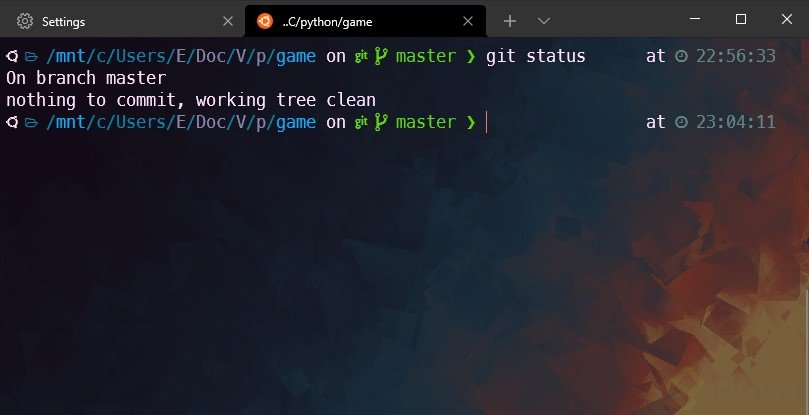 Settings
..C/python/game
/mnt/c/Users/E/Doc/V/p/game on git master ❯ git status at 22:56:33
On branch master
nothing to commit, working tree clean
/mnt/c/Users/E/Doc/V/p/game on git master ❯ at 23:04:11